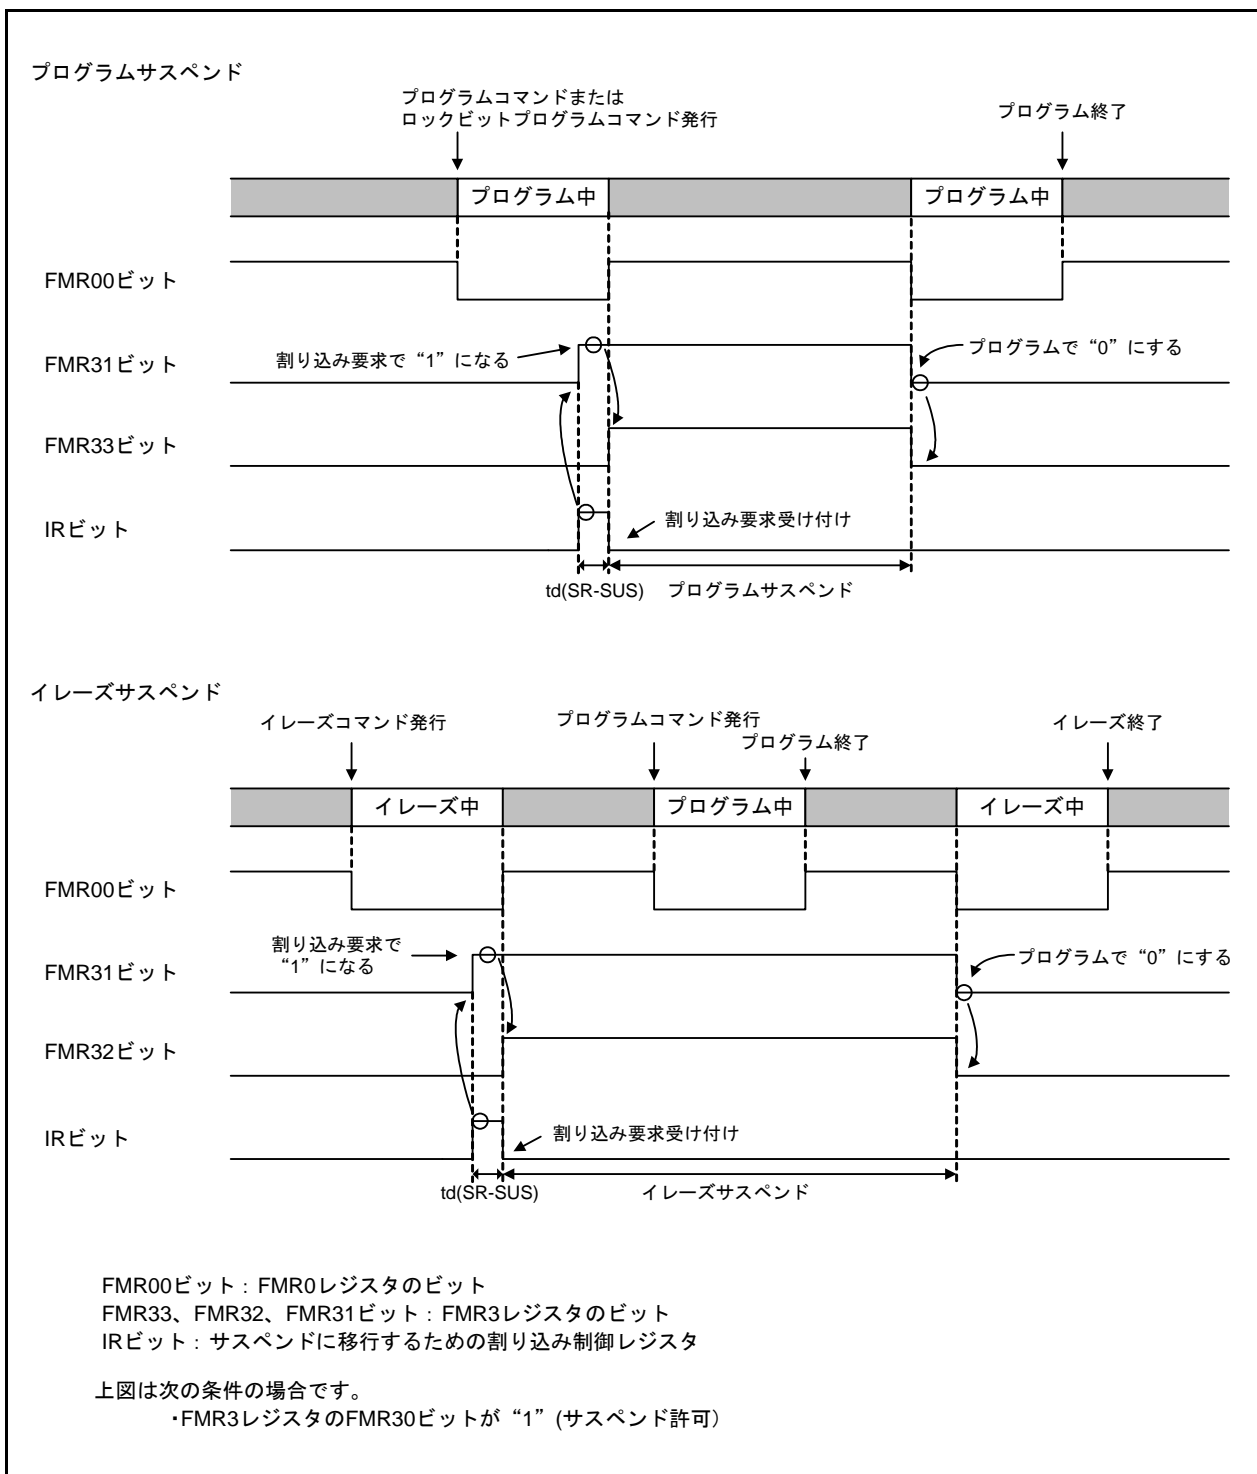 プログラムサスペンド
プログラムコマンドまたは
ロックビットプログラムコマンド発行
プログラム終了
プログラム中
プログラム中
FMR00ビット
FMR31ビット
割り込み要求で“1”になる
プログラムで“0”にする
FMR33ビット
IRビット
割り込み要求受け付け
td(SR-SUS)
プログラムサスペンド
イレーズサスペンド
イレーズコマンド発行
プログラムコマンド発行
プログラム終了
イレーズ終了
イレーズ中
プログラム中
イレーズ中
FMR00ビット
割り込み要求で
“1”になる
プログラムで“0”にする
FMR31ビット
FMR32ビット
IRビット
割り込み要求受け付け
td(SR-SUS)
イレーズサスペンド
FMR00ビット:FMR0レジスタのビット
FMR33、FMR32、FMR31ビット:FMR3レジスタのビット
IRビット:サスペンドに移行するための割り込み制御レジスタ
上図は次の条件の場合です。
・FMR3レジスタのFMR30ビットが“1”(サスペンド許可)